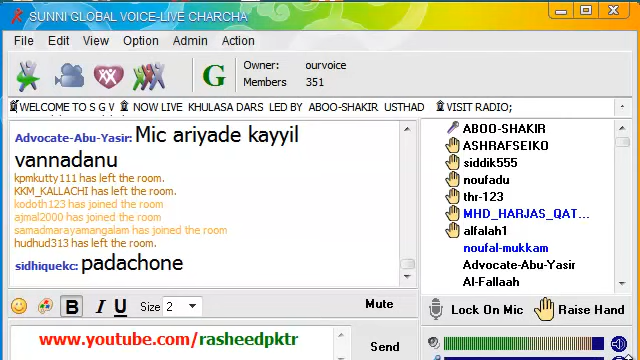 SUNNI GLOBAL VOICE-LIVE CHARCHA
File Edit View Option Admin Action
G
Owner: ourvoice
Members 351
WELCOME TO S G V NOW LIVE KHULASA DARS LED BY ABOO-SHAKIR USTHAD VISIT RADIO;
Advocate-Abu-Yasir: Mic ariyade kayyil
vannadanu
kpmkutty111 has left the room.
KKM_KALLACHI has left the room.
kodoth123 has joined the room
ajmal2000 has joined the room
samadmarayamangalam has joined the room
hudhud313 has left the room.
sidhiquekc: padachone
ABOO-SHAKIR
ASHRAFSEIKO
siddik555
noufadu
thr-123
MHD_HARJAS_QAT...
alfalah1
noufal-mukkam
Advocate-Abu-Yasir
Al-Fallaah
B I U Size 2 Mute
Lock On Mic Raise Hand
www.youtube.com/rasheedpktr
Send